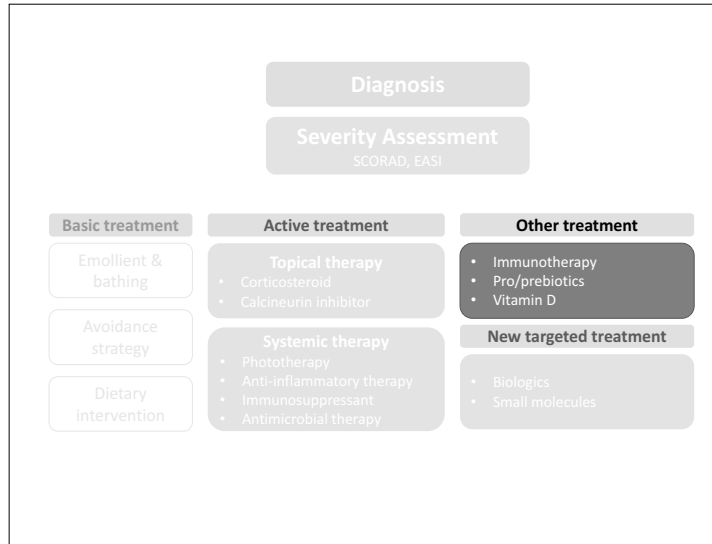 Diagnosis
Severity Assessment
SCORAD, EASI
Basic treatment
Emollient &
bathing
Avoidance
strategy
Dietary
intervention
Active treatment
Topical therapy
• Corticosteroid
• Calcineurin inhibitor
Systemic therapy
• Phototherapy
• Anti-inflammatory therapy
• Immunosuppressant
• Antimicrobial therapy
Other treatment
• Immunotherapy
• Pro/prebiotics
• Vitamin D
New targeted treatment
• Biologics
• Small molecules